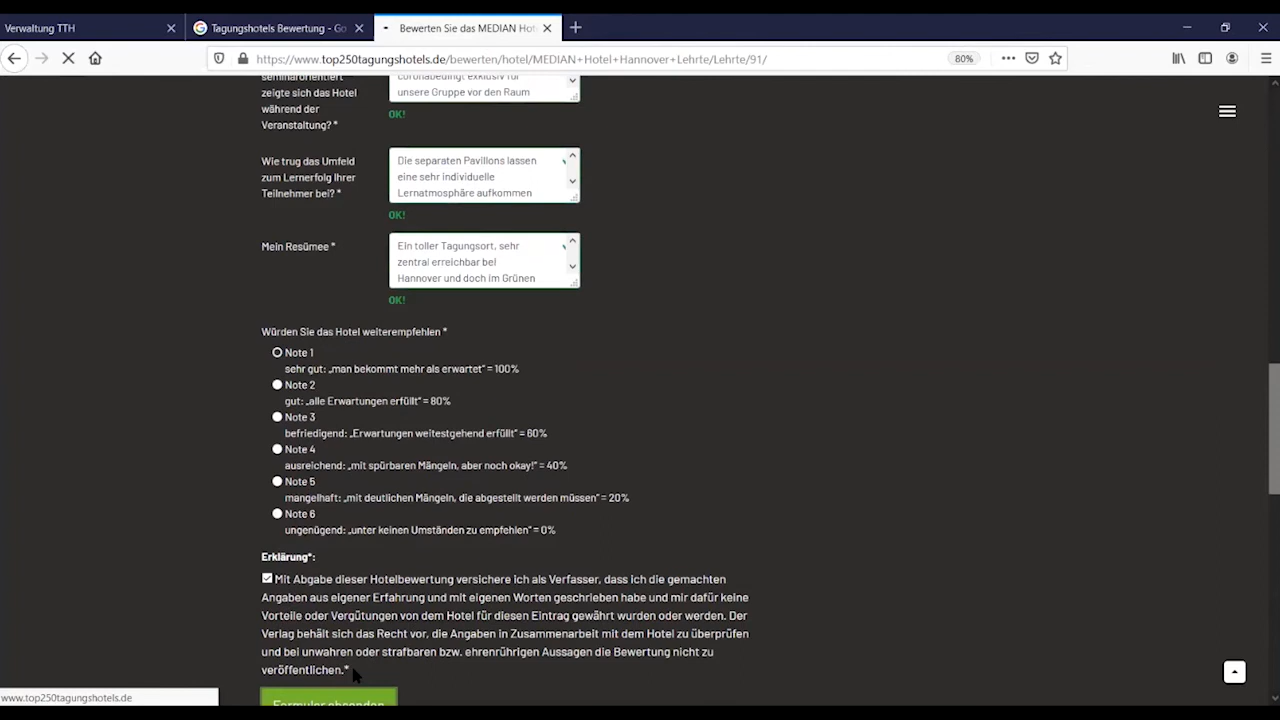 Verwaltung TTH
Tagungshotels Bewertung - Go
Bewerten Sie das MEDIAN Hot
https://www.top250tagungshotels.de/bewerten/hotel/MEDIAN+Hotel+Hannover+Lehrte/Lehrte/91/
80%
seminarorientiert
zeigte sich das Hotel
während der
Veranstaltung? *
coronabedingt exklusiv für
unsere Gruppe vor den Raum
OK!
Wie trug das Umfeld
zum Lernerfolg Ihrer
Teilnehmer bei? *
Die separaten Pavillons lassen
eine sehr individuelle
Lernatmosphäre aufkommen
OK!
Mein Resümee *
Ein toller Tagungsort, sehr
zentral erreichbar bei
Hannover und doch im Grünen
OK!
Würden Sie das Hotel weiterempfehlen *
Note 1
sehr gut: „man bekommt mehr als erwartet" = 100%
Note 2
gut: „alle Erwartungen erfüllt" = 80%
Note 3
befriedigend: „Erwartungen weitestgehend erfüllt" = 60%
Note 4
ausreichend: „mit spürbaren Mängeln, aber noch okay!" = 40%
Note 5
mangelhaft: „mit deutlichen Mängeln, die abgestellt werden müssen" = 20%
Note 6
ungenügend: „unter keinen Umständen zu empfehlen" = 0%
Erklärung*:
Mit Abgabe dieser Hotelbewertung versichere ich als Verfasser, dass ich die gemachten
Angaben aus eigener Erfahrung und mit eigenen Worten geschrieben habe und mir dafür keine
Vorteile oder Vergütungen von dem Hotel für diesen Eintrag gewährt wurden oder werden. Der
Verlag behält sich das Recht vor, die Angaben in Zusammenarbeit mit dem Hotel zu überprüfen
und bei unwahren oder strafbaren bzw. ehrenrührigen Aussagen die Bewertung nicht zu
veröffentlichen.*
Formular absenden
www.top250tagungshotels.de